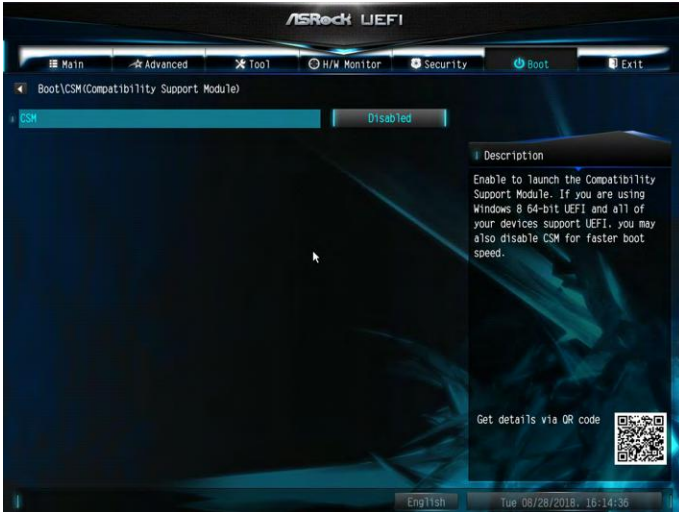 ASRock UEFI
Main Advanced Tool H/W Monitor Security Boot Exit
Boot\CSM(Compatibility Support Module)
CSM Disabled
Description
Enable to launch the Compatibility
Support Module. If you are using
Windows 8 64-bit UEFI and all of
your devices support UEFI, you may
also disable CSM for faster boot
speed.
Get details via QR code
English Tue 08/28/2018, 16:14:36